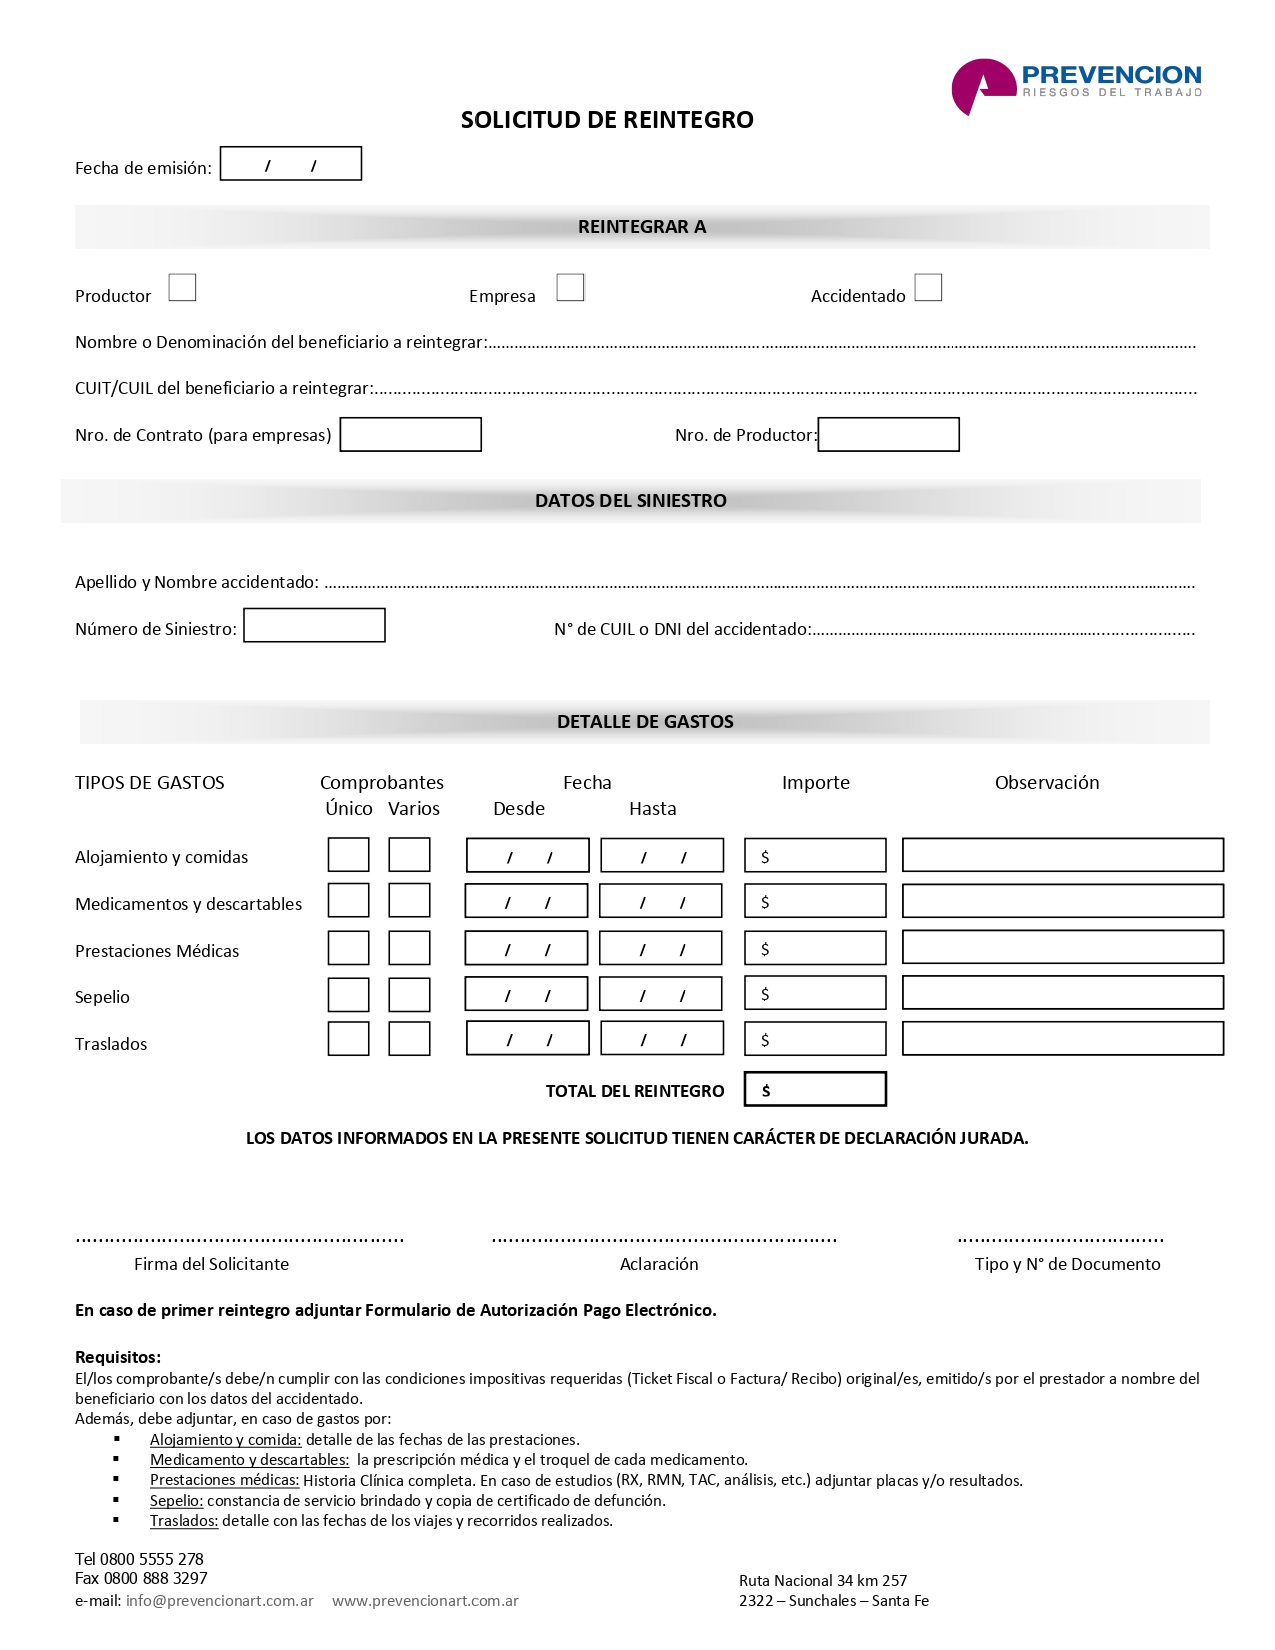 PREVENCION
RIESGOS DEL TRABAJO
SOLICITUD DE REINTEGRO
Fecha de emisión: / /
REINTEGRAR A
Productor Empresa Accidentado
Nombre o Denominación del beneficiario a reintegrar:........................................................................................................................
CUIT/CUIL del beneficiario a reintegrar:........................................................................................................................
Nro. de Contrato (para empresas) Nro. de Productor:
DATOS DEL SINIESTRO
Apellido y Nombre accidentado: ........................................................................................................................
Número de Siniestro: N° de CUIL o DNI del accidentado:............................................................
DETALLE DE GASTOS
TIPOS DE GASTOS Comprobantes Fecha Importe Observación
Único Varios Desde Hasta
Alojamiento y comidas / / / / $
Medicamentos y descartables / / / / $
Prestaciones Médicas / / / / $
Sepelio / / / / $
Traslados / / / / $
TOTAL DEL REINTEGRO $
LOS DATOS INFORMADOS EN LA PRESENTE SOLICITUD TIENEN CARÁCTER DE DECLARACIÓN JURADA.
......................................................... ............................................................ ....................................
Firma del Solicitante Aclaración Tipo y N° de Documento
En caso de primer reintegro adjuntar Formulario de Autorización Pago Electrónico.
Requisitos:
El/los comprobante/s debe/n cumplir con las condiciones impositivas requeridas (Ticket Fiscal o Factura/ Recibo) original/es, emitido/s por el prestador a nombre del
beneficiario con los datos del accidentado.
Además, debe adjuntar, en caso de gastos por:
▪ Alojamiento y comida: detalle de las fechas de las prestaciones.
▪ Medicamento y descartables: la prescripción médica y el troquel de cada medicamento.
▪ Prestaciones médicas: Historia Clínica completa. En caso de estudios (RX, RMN, TAC, análisis, etc.) adjuntar placas y/o resultados.
▪ Sepelio: constancia de servicio brindado y copia de certificado de defunción.
▪ Traslados: detalle con las fechas de los viajes y recorridos realizados.
Tel 0800 5555 278
Fax 0800 888 3297
e-mail: info@prevencionart.com.ar www.prevencionart.com.ar
Ruta Nacional 34 km 257
2322 – Sunchales – Santa Fe